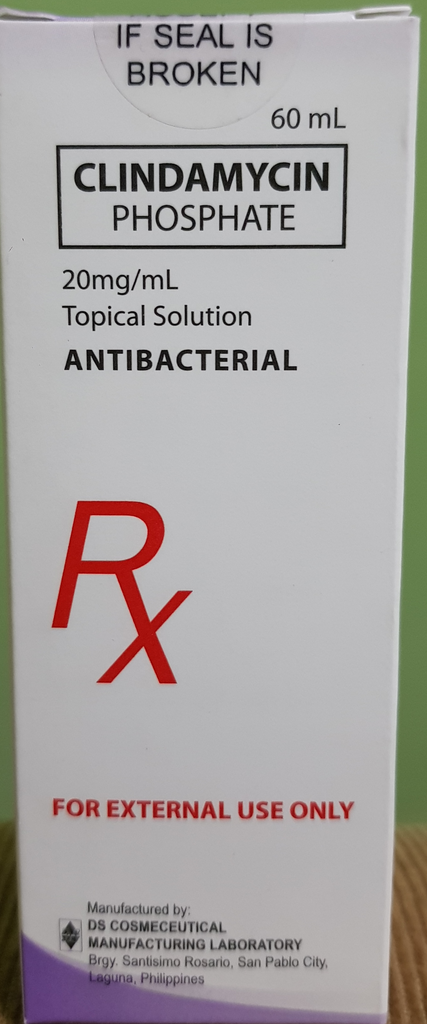 IF SEAL IS
BROKEN
60 mL
CLINDAMYCIN
PHOSPHATE
20mg/mL
Topical Solution
ANTIBACTERIAL
Rx
FOR EXTERNAL USE ONLY
Manufactured by:
DS COSMECEUTICAL
MANUFACTURING LABORATORY
Brgy. Santisimo Rosario, San Pablo City,
Laguna, Philippines